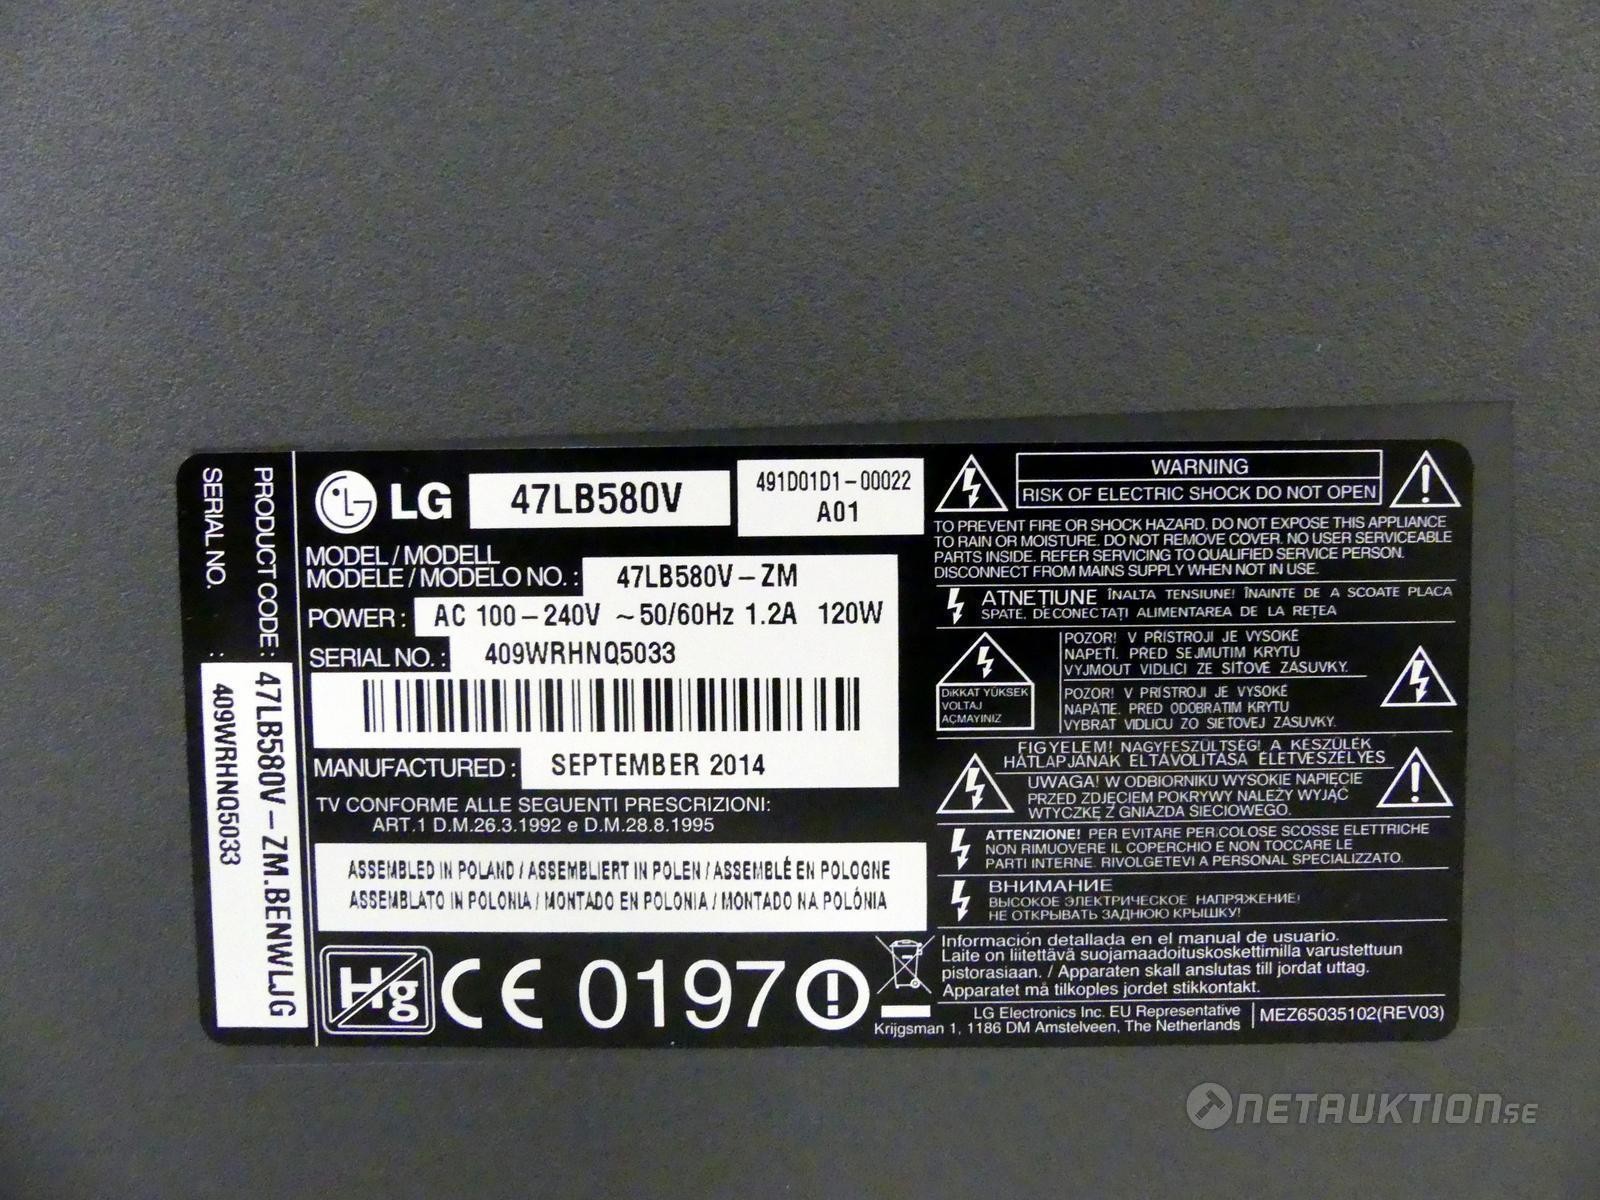 LG
47LB580V
491D01D1-00022
A01
MODEL / MODELL
MODELE / MODELO NO. :
47LB580V-ZM
POWER :
AC 100-240V ~50/60Hz 1.2A 120W
SERIAL NO. :
409WRHNQ5033
MANUFACTURED :
SEPTEMBER 2014
TV CONFORME ALLE SEGUENTI PRESCRIZIONI:
ART.1 D.M.26.3.1992 e D.M.28.8.1995
ASSEMBLED IN POLAND / ASSEMBLIERT IN POLEN / ASSEMBLÉ EN POLOGNE
ASSEMBLATO IN POLONIA / MONTADO EN POLONIA / MONTADO NA POLÓNIA
Hg CE 0197
PRODUCT CODE : 47LB580V-ZM.BENWLJG
SERIAL NO. : 409WRHNQ5033
WARNING
RISK OF ELECTRIC SHOCK DO NOT OPEN
TO PREVENT FIRE OR SHOCK HAZARD, DO NOT EXPOSE THIS APPLIANCE
TO RAIN OR MOISTURE. DO NOT REMOVE COVER. NO USER SERVICEABLE
PARTS INSIDE. REFER SERVICING TO QUALIFIED SERVICE PERSON.
DISCONNECT FROM MAINS SUPPLY WHEN NOT IN USE.
ATNEȚIUNE ÎNALTA TENSIUNE! ÎNAINTE DE A SCOATE PLACA
SPATE, DECONECTAȚI ALIMENTAREA DE LA REȚEA
DIKKAT YÜKSEK
VOLTAJ
AÇMAYINIZ
POZOR! V PŘÍSTROJI JE VYSOKÉ
NAPĚTÍ. PŘED SEJMUTIM KRYTU
VYJMOUT VIDLICI ZE SÍŤOVÉ ZÁSUVKY.
POZOR! V PRÍSTROJI JE VYSOKÉ
NAPÄTIE. PRED ODOBRATIM KRYTU
VYBRAT VIDLICU ZO SIEŤOVEJ ZÁSUVKY.
FIGYELEM! NAGYFESZÜLTSÉG! A KÉSZÜLÉK
HÁTLAPJÁNAK ELTÁVOLÍTÁSA ÉLETVESZÉLYES
UWAGA! W ODBIORNIKU WYSOKIE NAPIĘCIE
PRZED ZDJĘCIEM POKRYWY NALEŻY WYJĄĆ
WTYCZKĘ Z GNIAZDA SIECIOWEGO.
ATTENZIONE! PER EVITARE PERICOLOSE SCOSSE ELETTRICHE
NON RIMUOVERE IL COPERCHIO E NON TOCCARE LE
PARTI INTERNE. RIVOLGETEVI A PERSONAL SPECIALIZZATO.
ВНИМАНИЕ
ВЫСОКОЕ ЭЛЕКТРИЧЕСКОЕ НАПРЯЖЕНИЕ!
НЕ ОТКРЫВАТЬ ЗАДНЮЮ КРЫШКУ!
Información detallada en el manual de usuario.
Laite on liitettävä suojamaadoituskoskettimilla varustettuun
pistorasiaan. / Apparaten skall anslutas till jordat uttag.
Apparatet må tilkoples jordet stikkontakt.
LG Electronics Inc. EU Representative
Krijgsman 1, 1186 DM Amstelveen, The Netherlands
MEZ65035102(REV03)
NETAUKTION.SE